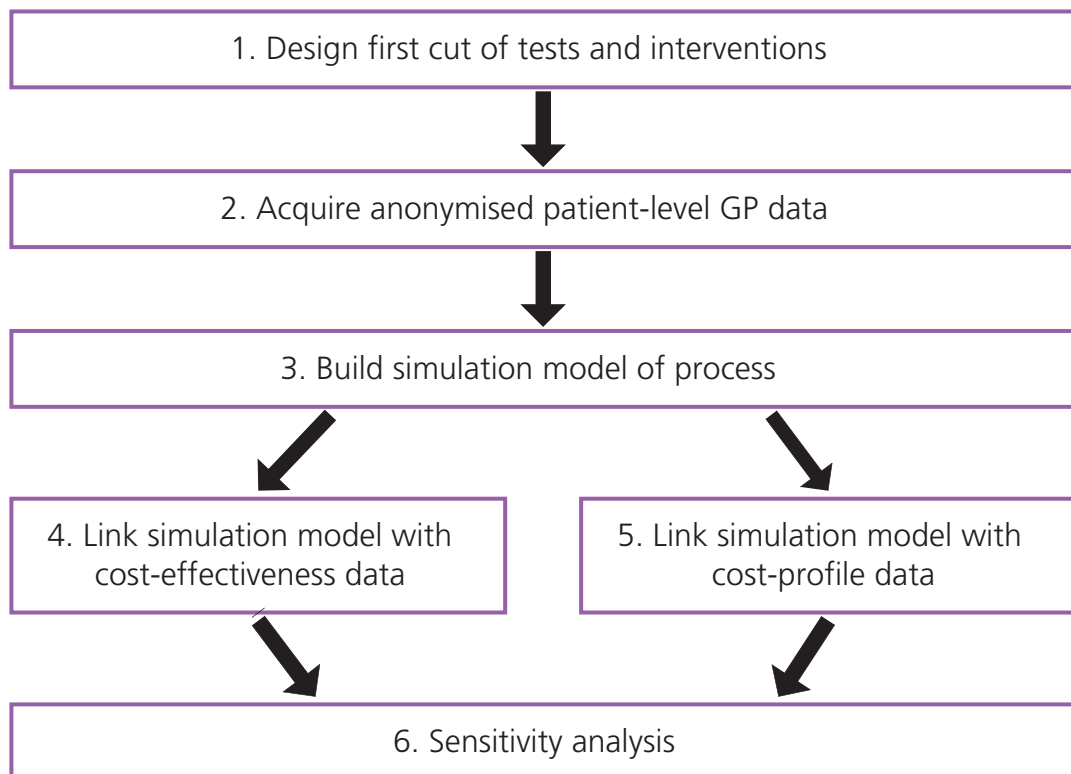 1. Design first cut of tests and interventions
2. Acquire anonymised patient-level GP data
3. Build simulation model of process
4. Link simulation model with
cost-effectiveness data
5. Link simulation model with
cost-profile data
6. Sensitivity analysis